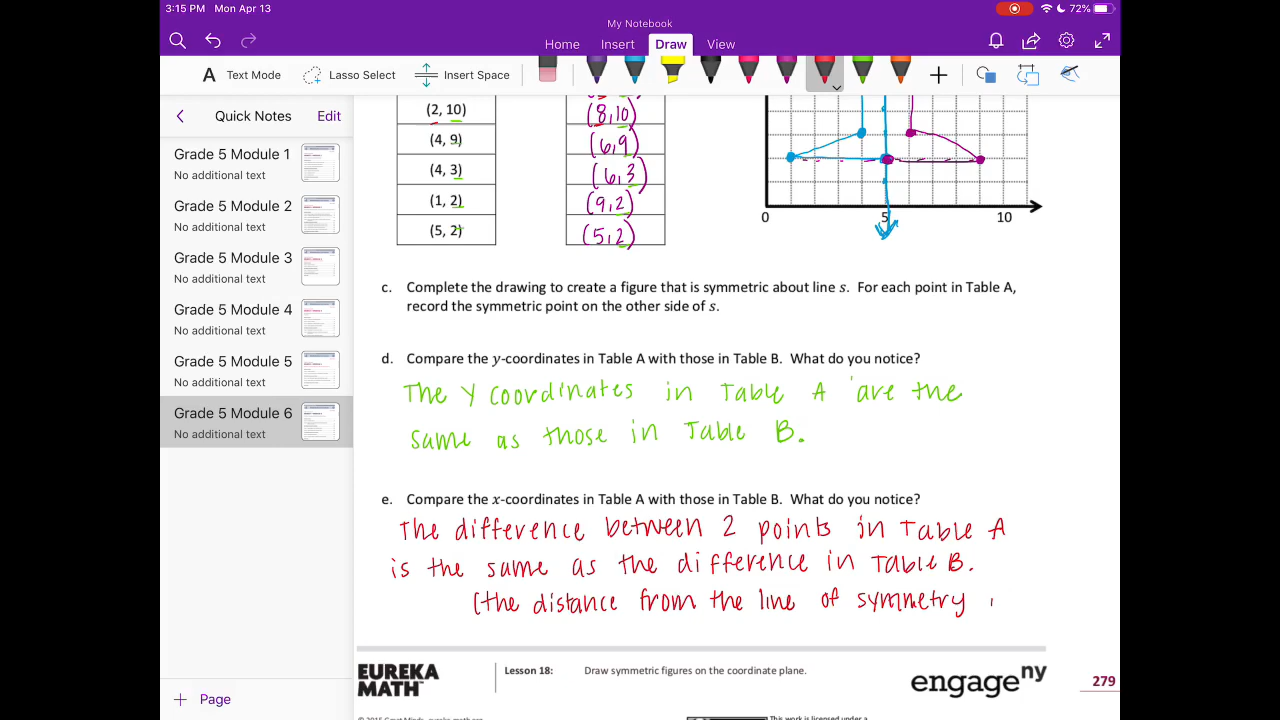 3:15 PM Mon Apr 13
72%
My Notebook
Home Insert Draw View
Text Mode Lasso Select Insert Space
Quick Notes Edit
Grade 5 Module 1
No additional text
Grade 5 Module 2
No additional text
Grade 5 Module 3
No additional text
Grade 5 Module 4
No additional text
Grade 5 Module 5
No additional text
Grade 5 Module 6
No additional text
Page
(2, 10) (8,10)
(4, 9) (6,9)
(4, 3) (6,3)
(1, 2) (9,2)
(5, 2) (5,2)
0 5 10
c. Complete the drawing to create a figure that is symmetric about line s. For each point in Table A,
record the symmetric point on the other side of s.
d. Compare the y-coordinates in Table A with those in Table B. What do you notice?
The Y coordinates in Table A are the
same as those in Table B.
e. Compare the x-coordinates in Table A with those in Table B. What do you notice?
The difference between 2 points in Table A
is the same as the difference in Table B.
(the distance from the line of symmetry
EUREKA
MATH™
Lesson 18: Draw symmetric figures on the coordinate plane.
engage ny
279
This work is licensed under a